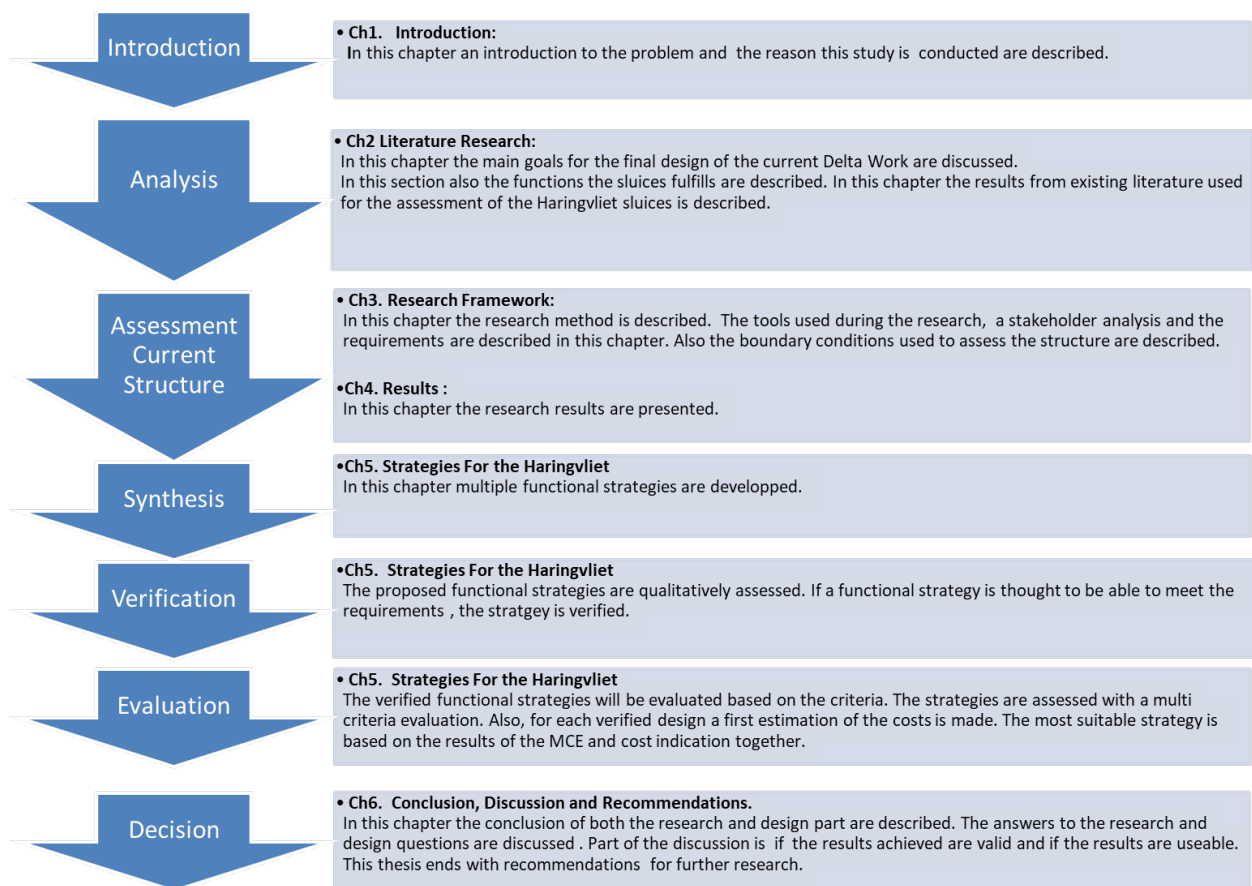 Introduction
• Ch1. Introduction:
In this chapter an introduction to the problem and the reason this study is conducted are described.
Analysis
• Ch2 Literature Research:
In this chapter the main goals for the final design of the current Delta Work are discussed.
In this section also the functions the sluices fulfills are described. In this chapter the results from existing literature used
for the assessment of the Haringvliet sluices is described.
Assessment
Current
Structure
• Ch3. Research Framework:
In this chapter the research method is described. The tools used during the research, a stakeholder analysis and the
requirements are described in this chapter. Also the boundary conditions used to assess the structure are described.
•Ch4. Results :
In this chapter the research results are presented.
Synthesis
•Ch5. Strategies For the Haringvliet
In this chapter multiple functional strategies are developped.
Verification
•Ch5. Strategies For the Haringvliet
The proposed functional strategies are qualitatively assessed. If a functional strategy is thought to be able to meet the
requirements , the stratgey is verified.
Evaluation
• Ch5. Strategies For the Haringvliet
The verified functional strategies will be evaluated based on the criteria. The strategies are assessed with a multi
criteria evaluation. Also, for each verified design a first estimation of the costs is made. The most suitable strategy is
based on the results of the MCE and cost indication together.
Decision
• Ch6. Conclusion, Discussion and Recommendations.
In this chapter the conclusion of both the research and design part are described. The answers to the research and
design questions are discussed . Part of the discussion is if the results achieved are valid and if the results are useable.
This thesis ends with recommendations for further research.